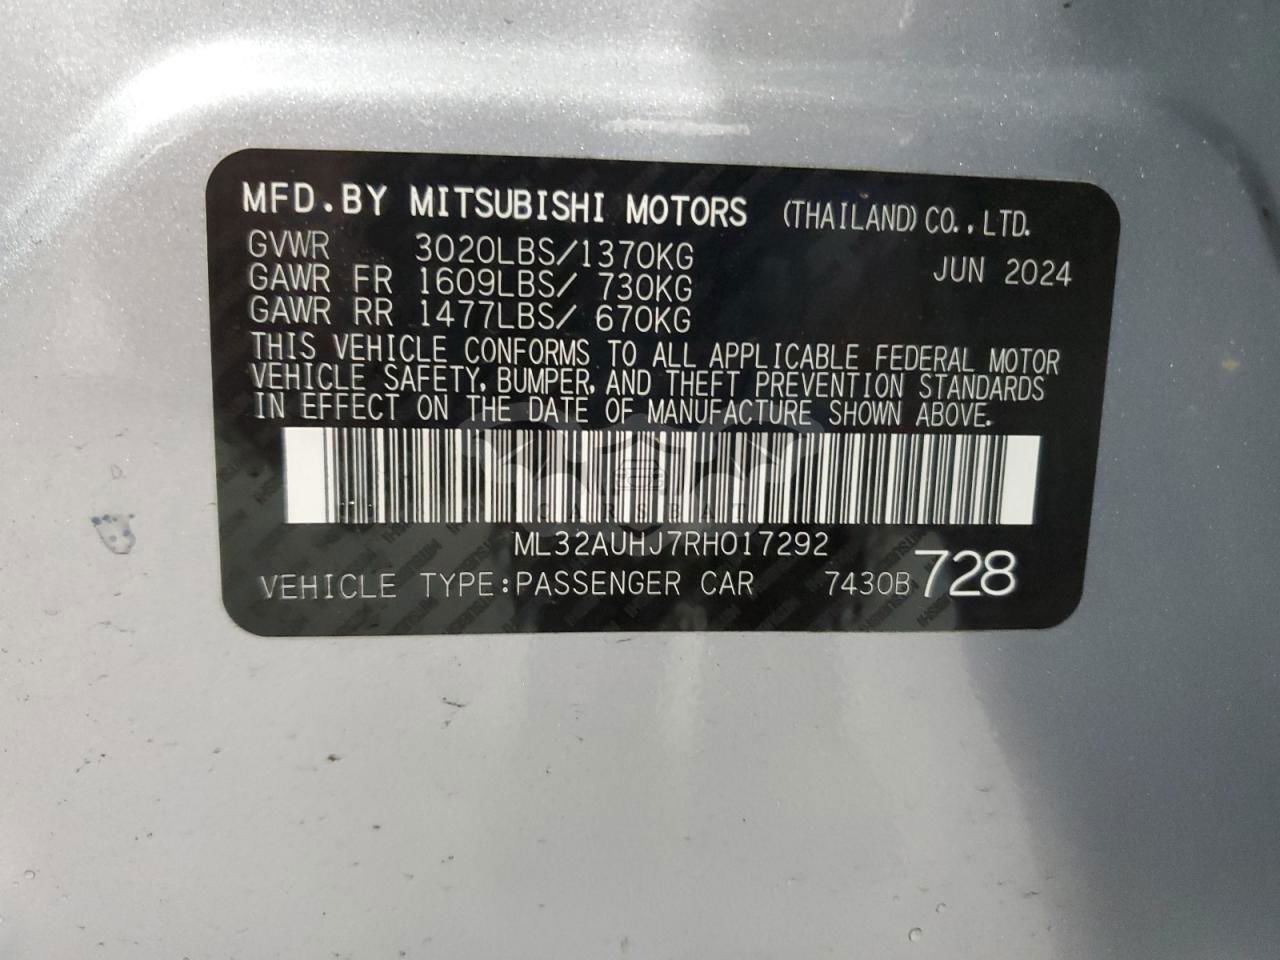 MFD.BY MITSUBISHI MOTORS (THAILAND) CO.,LTD.
GVWR 3020LBS/1370KG JUN 2024
GAWR FR 1609LBS/ 730KG
GAWR RR 1477LBS/ 670KG
THIS VEHICLE CONFORMS TO ALL APPLICABLE FEDERAL MOTOR
VEHICLE SAFETY, BUMPER, AND THEFT PREVENTION STANDARDS
IN EFFECT ON THE DATE OF MANUFACTURE SHOWN ABOVE.
CARSBAT
ML32AUHJ7RH017292
VEHICLE TYPE:PASSENGER CAR 7430B 728